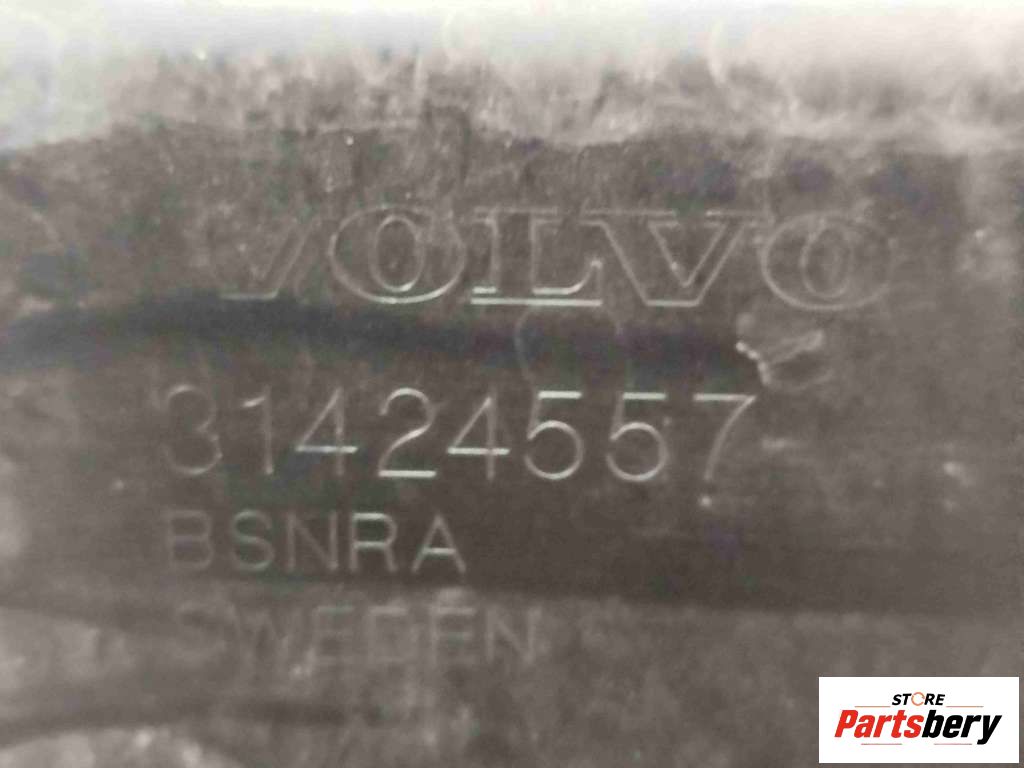 VOLVO
31424557
BSNRA
SWEDEN
STORE
Partsbery